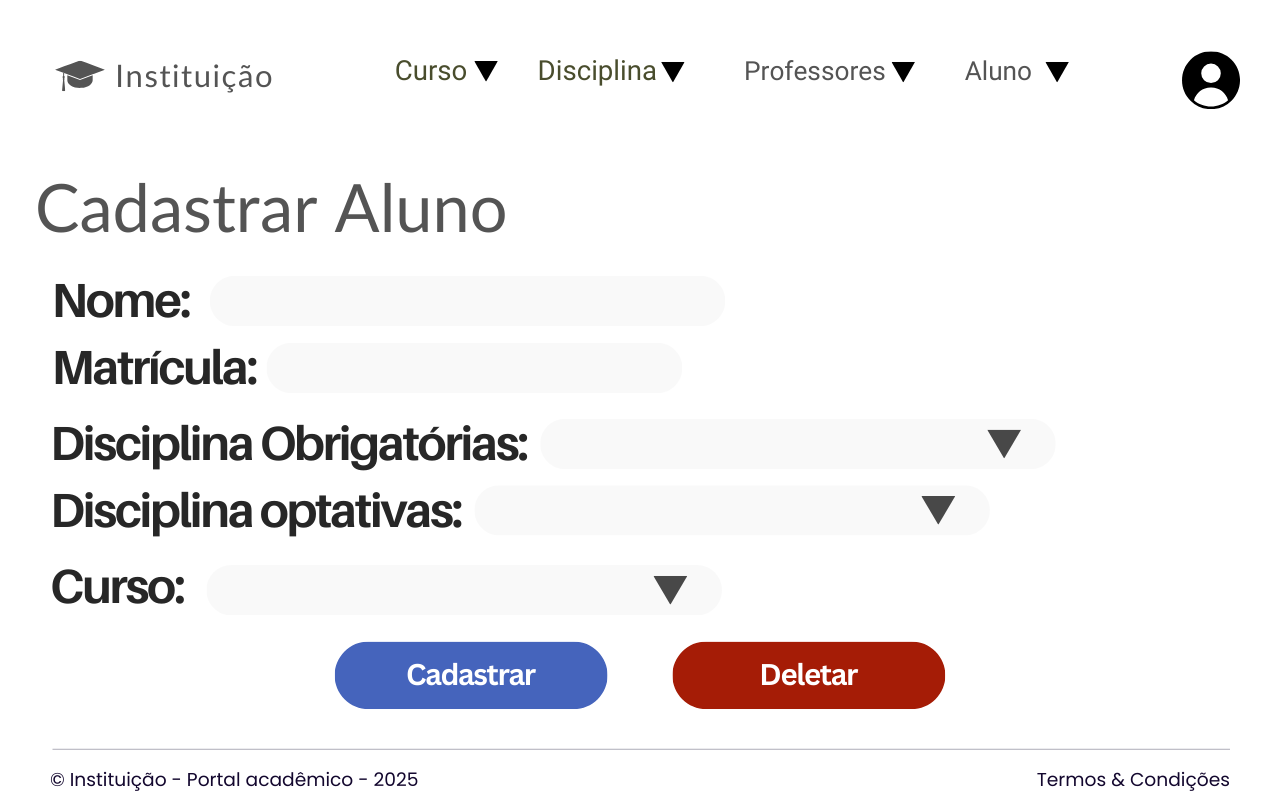 Instituição
Curso
Disciplina
Professores
Aluno
Cadastrar Aluno
Nome:
Matrícula:
Disciplina Obrigatórias:
Disciplina optativas:
Curso:
Cadastrar
Deletar
© Instituição - Portal acadêmico - 2025
Termos & Condições